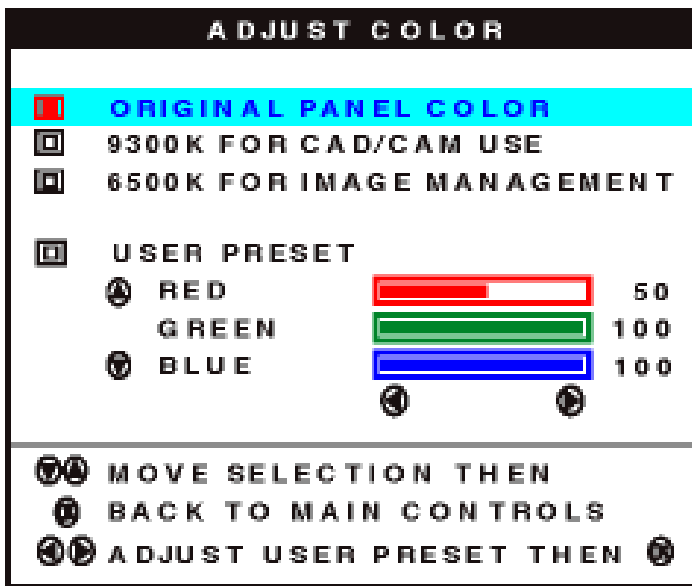 ADJUST COLOR
ORIGINAL PANEL COLOR
9300K FOR CAD/CAM USE
6500K FOR IMAGE MANAGEMENT
USER PRESET
RED 50
GREEN 100
BLUE 100
MOVE SELECTION THEN
BACK TO MAIN CONTROLS
ADJUST USER PRESET THEN